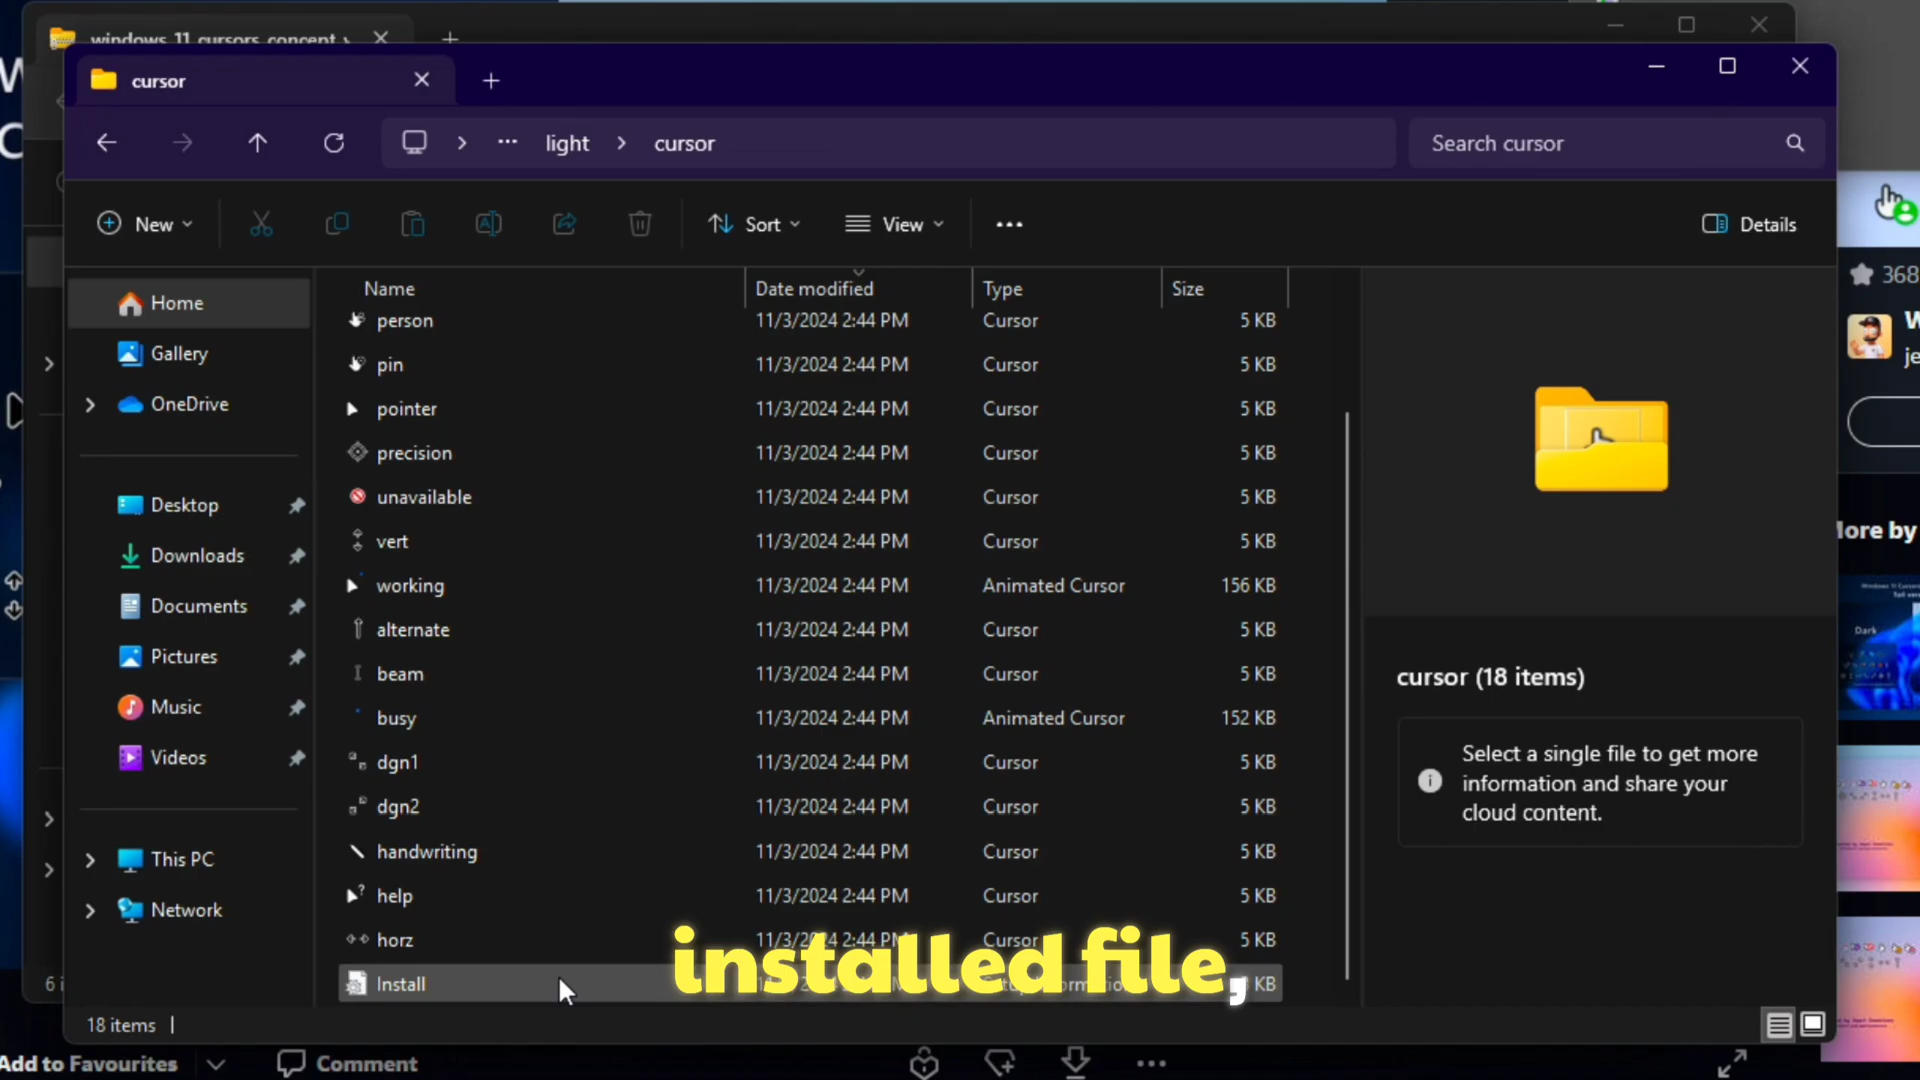 windows 11 cursors concept v
cursor
light
cursor
Search cursor
New
Sort
View
Details
Home
Gallery
OneDrive
Desktop
Downloads
Documents
Pictures
Music
Videos
This PC
Network
Name Date modified Type Size
person 11/3/2024 2:44 PM Cursor 5 KB
pin 11/3/2024 2:44 PM Cursor 5 KB
pointer 11/3/2024 2:44 PM Cursor 5 KB
precision 11/3/2024 2:44 PM Cursor 5 KB
unavailable 11/3/2024 2:44 PM Cursor 5 KB
vert 11/3/2024 2:44 PM Cursor 5 KB
working 11/3/2024 2:44 PM Animated Cursor 156 KB
alternate 11/3/2024 2:44 PM Cursor 5 KB
beam 11/3/2024 2:44 PM Cursor 5 KB
busy 11/3/2024 2:44 PM Animated Cursor 152 KB
dgn1 11/3/2024 2:44 PM Cursor 5 KB
dgn2 11/3/2024 2:44 PM Cursor 5 KB
handwriting 11/3/2024 2:44 PM Cursor 5 KB
help 11/3/2024 2:44 PM Cursor 5 KB
horz 11/3/2024 2:44 PM Cursor 5 KB
Install KB
installed file,
cursor (18 items)
Select a single file to get more
information and share your
cloud content.
368
More by
Dark
18 items
Add to Favourites
Comment